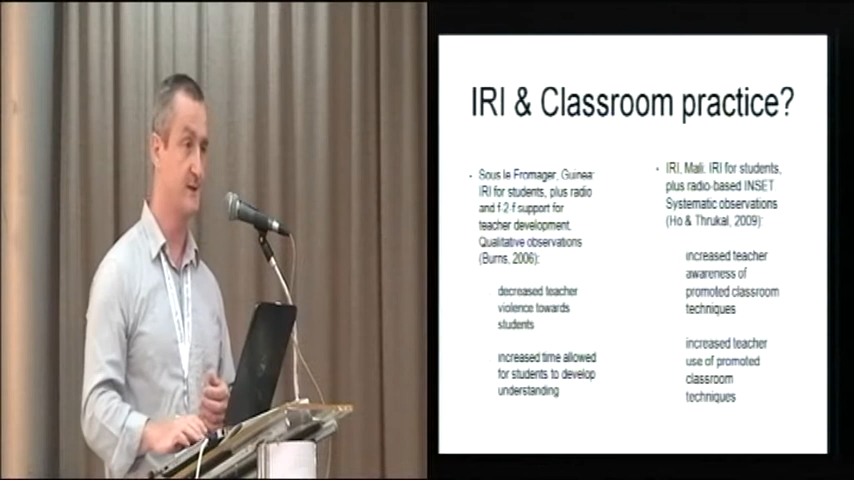 IRI & Classroom practice?
Sous le Fromager, Guinea:
IRI for students, plus radio
and f-2-f support for
teacher development.
Qualitative observations
(Burns, 2006):
decreased teacher
violence towards
students
increased time allowed
for students to develop
understanding
IRI, Mali: IRI for students,
plus radio-based INSET
Systematic observations
(Ho & Thrukal, 2009):
increased teacher
awareness of
promoted classroom
techniques
increased teacher
use of promoted
classroom
techniques